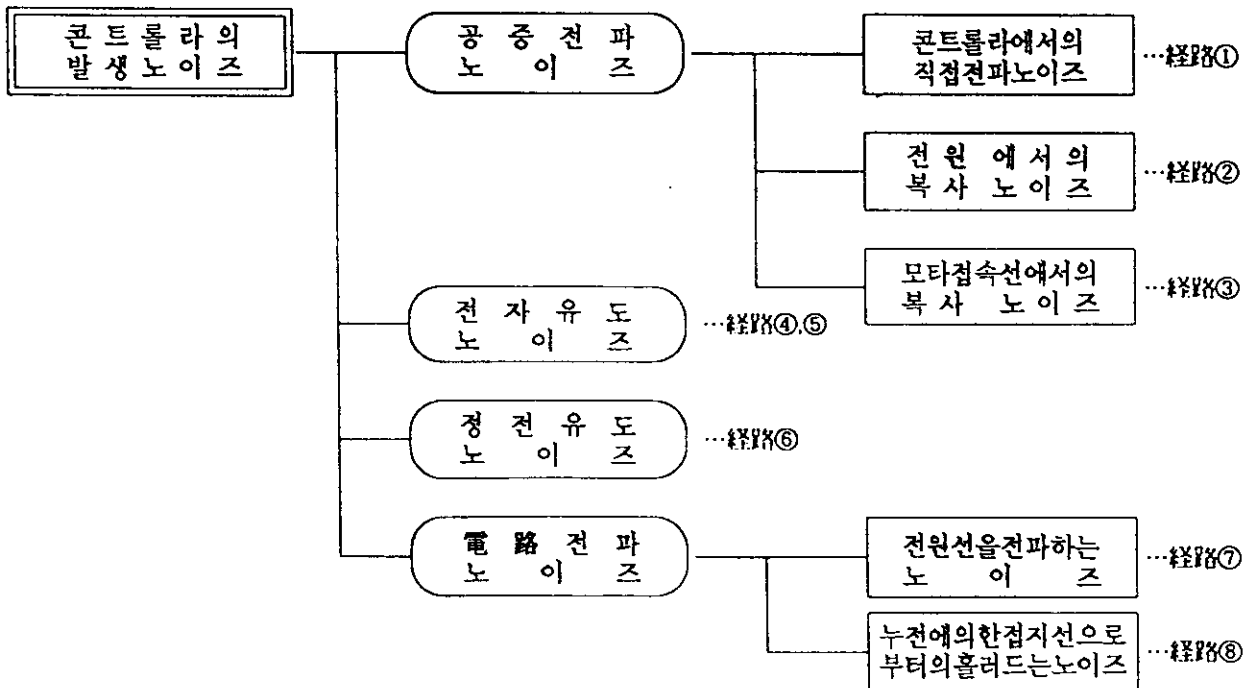 콘트롤라의
발생노이즈
공중전파
노이즈
콘트롤라에서의
직접전파노이즈
…経路①
전원에서의
복사노이즈
…経路②
모타접속선에서의
복사 노이즈
…経路③
전자유도
노이즈
…経路④,⑤
정전유도
노이즈
…経路⑥
電路전파
노이즈
전원선을전파하는
노이즈
…経路⑦
누전에의한접지선으로
부터의흘러드는노이즈
…経路⑧